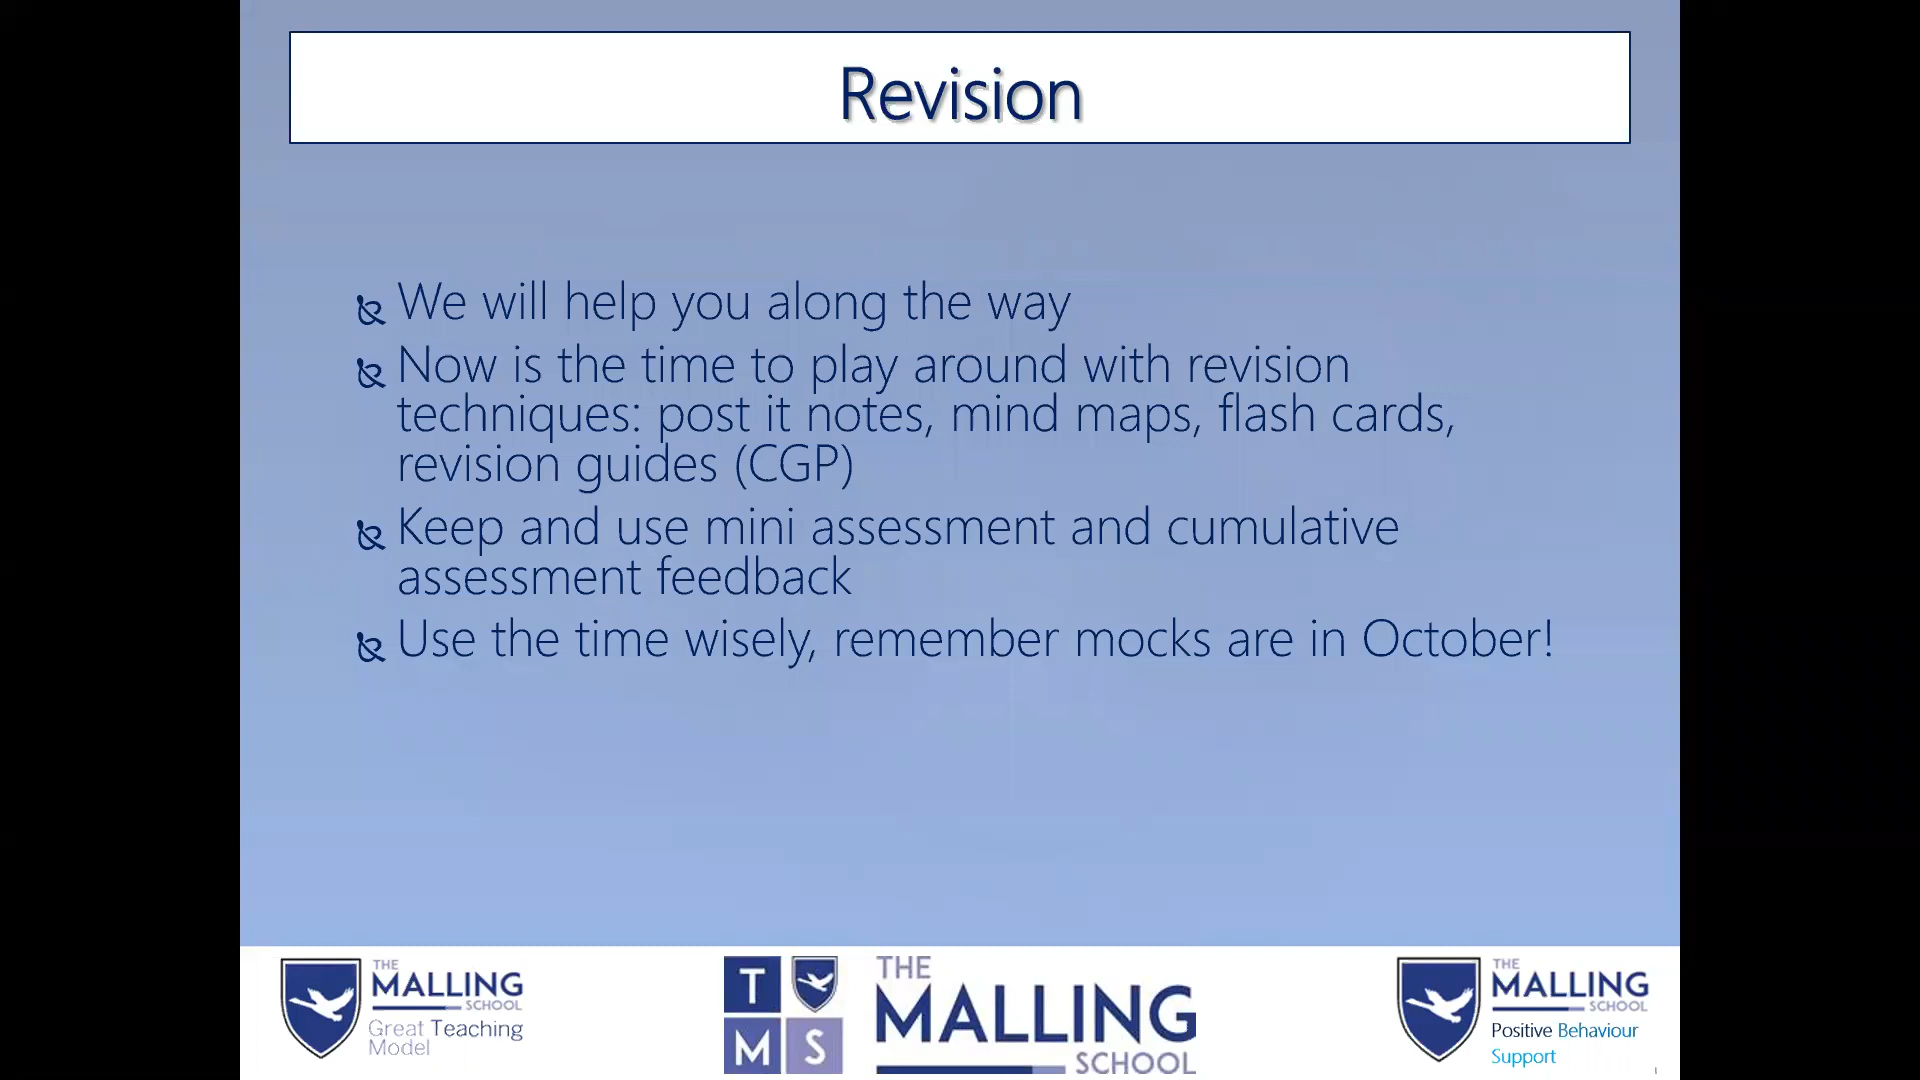 Revision
We will help you along the way
Now is the time to play around with revision
techniques: post it notes, mind maps, flash cards,
revision guides (CGP)
Keep and use mini assessment and cumulative
assessment feedback
Use the time wisely, remember mocks are in October!
THE
MALLING
SCHOOL
Great Teaching
Model
T
M S
THE
MALLING
SCHOOL
THE
MALLING
SCHOOL
Positive Behaviour
Support